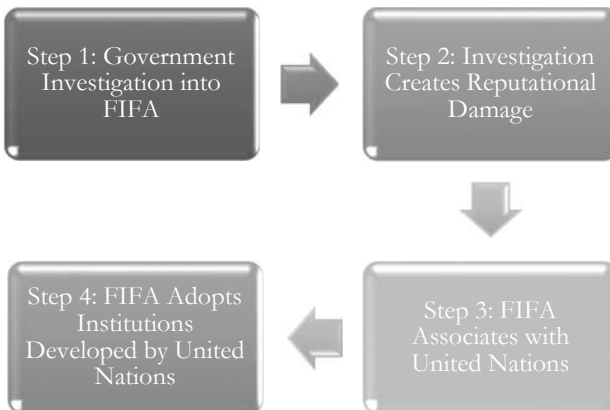 Step 1: Government
Investigation into
FIFA
Step 2: Investigation
Creates Reputational
Damage
Step 3: FIFA
Associates with
United Nations
Step 4: FIFA Adopts
Institutions
Developed by United
Nations